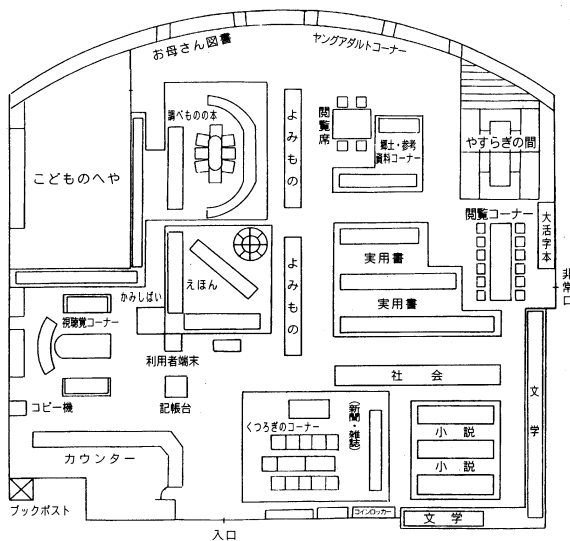 お母さん図書
ヤングアダルトコーナー
調べものの本
よみもの
閲覧席
郷土・参考
資料コーナー
やすらぎの間
こどものへや
閲覧コーナー
大活字本
非常口
えほん
かみしばい
よみもの
実用書
実用書
視聴覚コーナー
利用者端末
コピー機
記帳台
社会
文学
くつろぎのコーナー
(新聞・雑誌)
小説
小説
カウンター
ブックポスト
コインロッカー
文学
入口